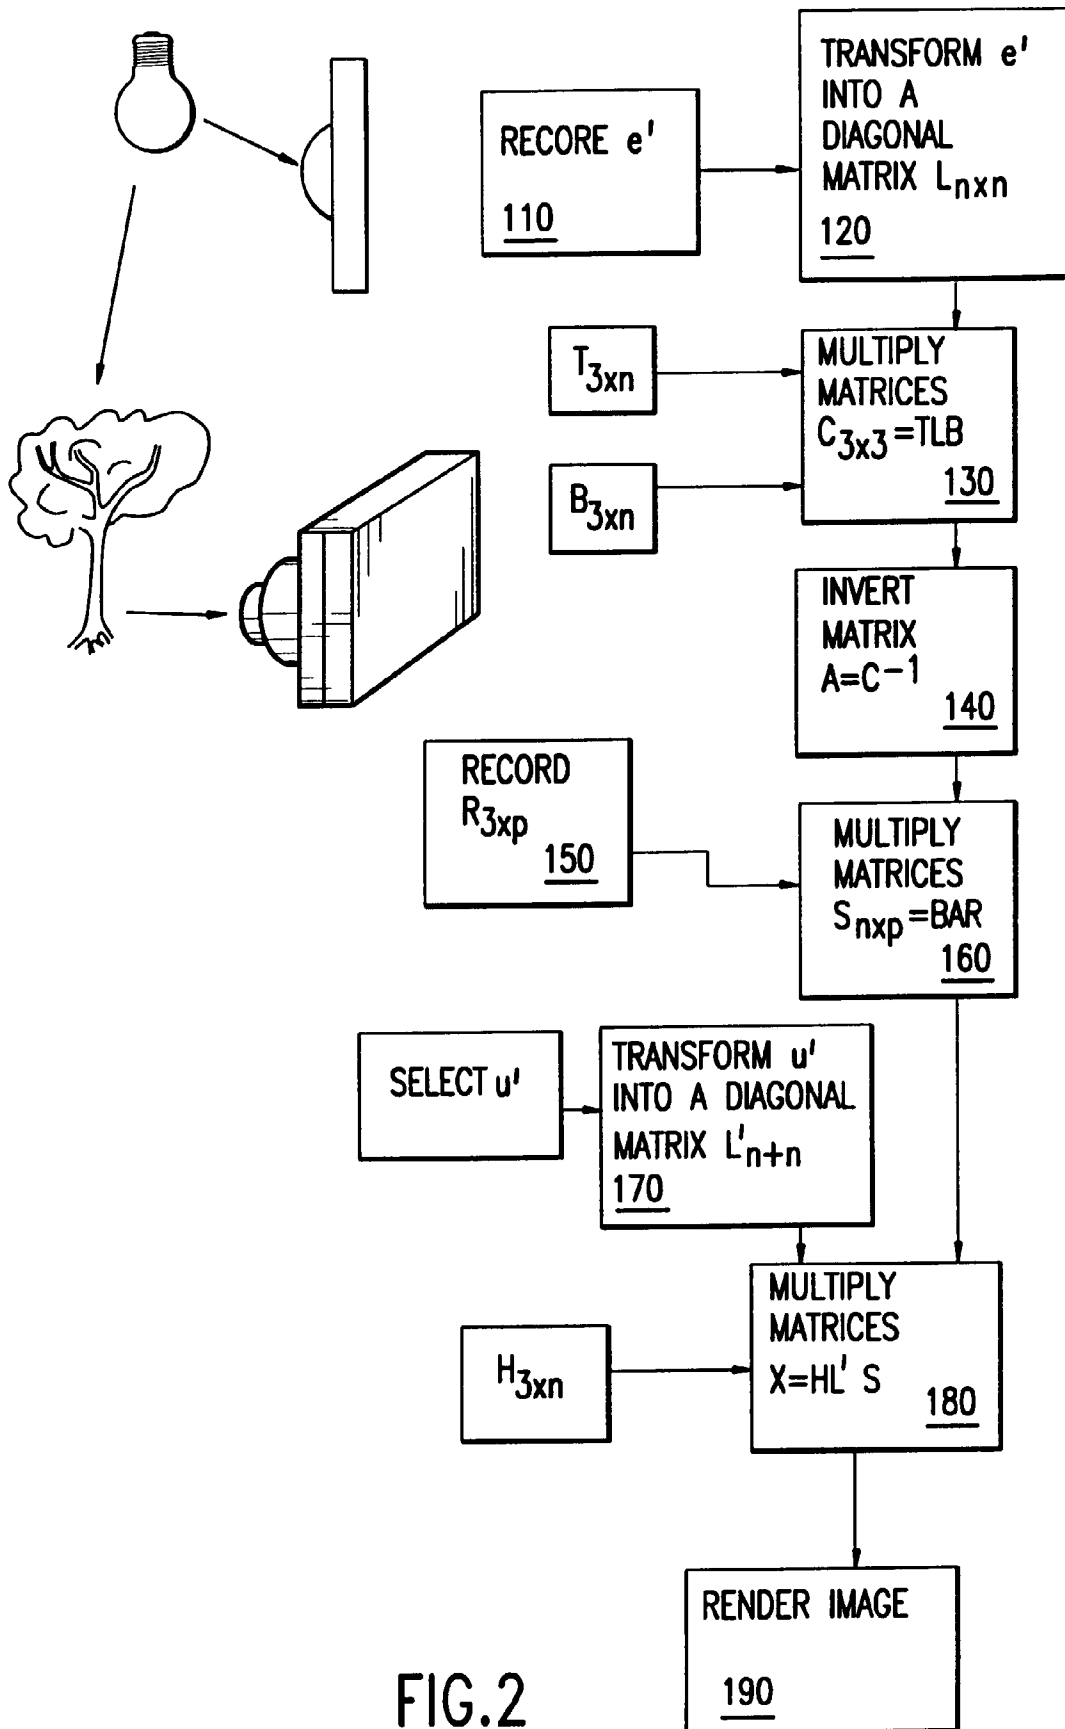 RECORE e'
110
TRANSFORM e'
INTO A
DIAGONAL
MATRIX Lnxn
120
T3xn
B3xn
MULTIPLY
MATRICES
C3x3=TLB
130
INVERT
MATRIX
A=C-1
140
RECORD
R3xp
150
MULTIPLY
MATRICES
Snxp=BAR
160
SELECT u'
TRANSFORM u'
INTO A DIAGONAL
MATRIX L'n+n
170
H3xn
MULTIPLY
MATRICES
X=HL' S
180
RENDER IMAGE
190
FIG.2